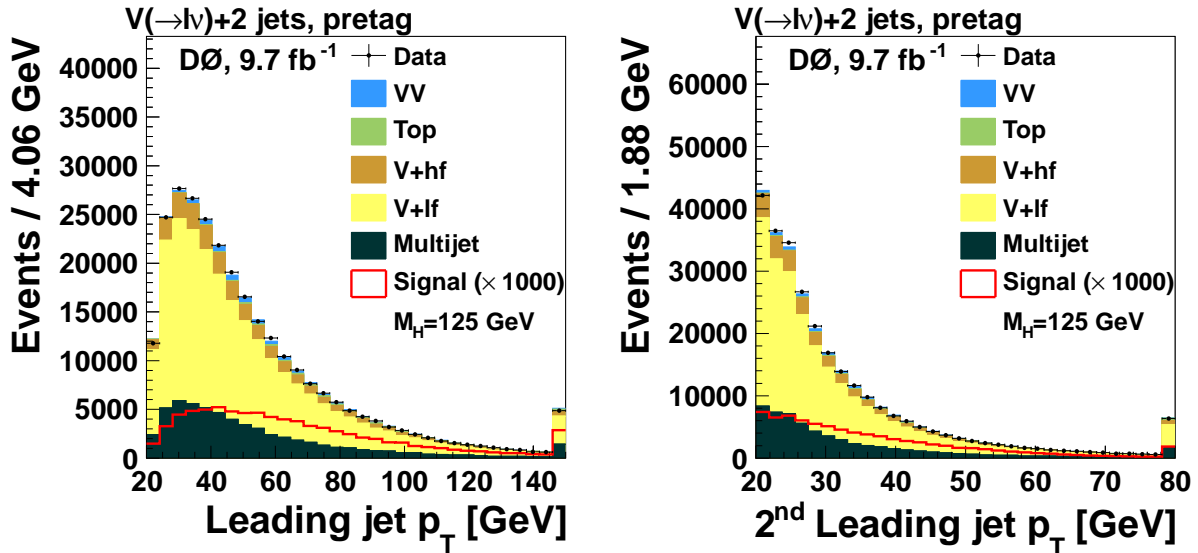 V(→lν)+2 jets, pretag
DØ, 9.7 fb⁻¹
Data
VV
Top
V+hf
V+lf
Multijet
Signal (× 1000)
M_H=125 GeV
Events / 4.06 GeV
40000
35000
30000
25000
20000
15000
10000
5000
0
20 40 60 80 100 120 140
Leading jet p_T [GeV]
V(→lν)+2 jets, pretag
DØ, 9.7 fb⁻¹
Data
VV
Top
V+hf
V+lf
Multijet
Signal (× 1000)
M_H=125 GeV
Events / 1.88 GeV
60000
50000
40000
30000
20000
10000
0
20 30 40 50 60 70 80
2ⁿᵈ Leading jet p_T [GeV]